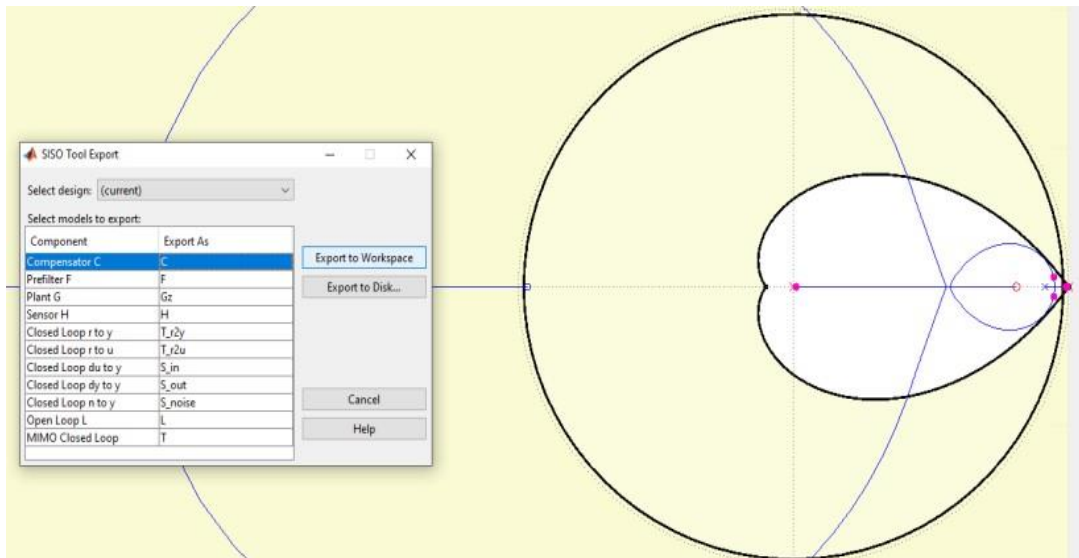 SISO Tool Export
Select design: (current)
Select models to export:
Component Export As
Compensator C C
Prefilter F F
Plant G Gz
Sensor H H
Closed Loop r to y T_r2y
Closed Loop r to u T_r2u
Closed Loop du to y S_in
Closed Loop dy to y S_out
Closed Loop n to y S_noise
Open Loop L L
MIMO Closed Loop T
Export to Workspace
Export to Disk...
Cancel
Help